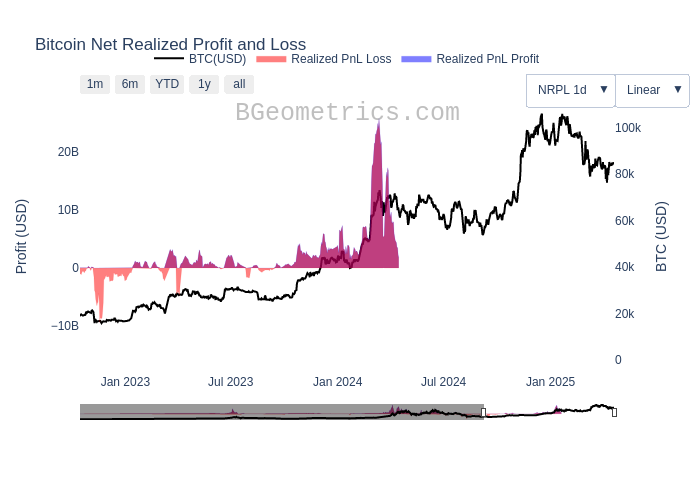 Bitcoin Net Realized Profit and Loss
BTC(USD) Realized PnL Loss Realized PnL Profit
1m 6m YTD 1y all
NRPL 1d ▼ Linear ▼
BGeometrics.com
20B
10B
0
−10B
Profit (USD)
100k
80k
60k
40k
20k
0
BTC (USD)
Jan 2023 Jul 2023 Jan 2024 Jul 2024 Jan 2025